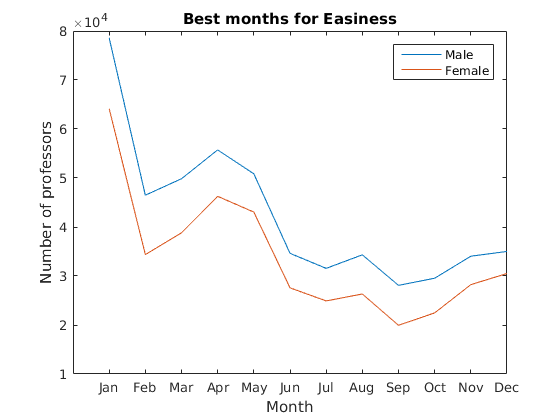 Best months for Easiness
×10^4
8
7
6
5
4
3
2
1
Number of professors
Male
Female
Jan Feb Mar Apr May Jun Jul Aug Sep Oct Nov Dec
Month